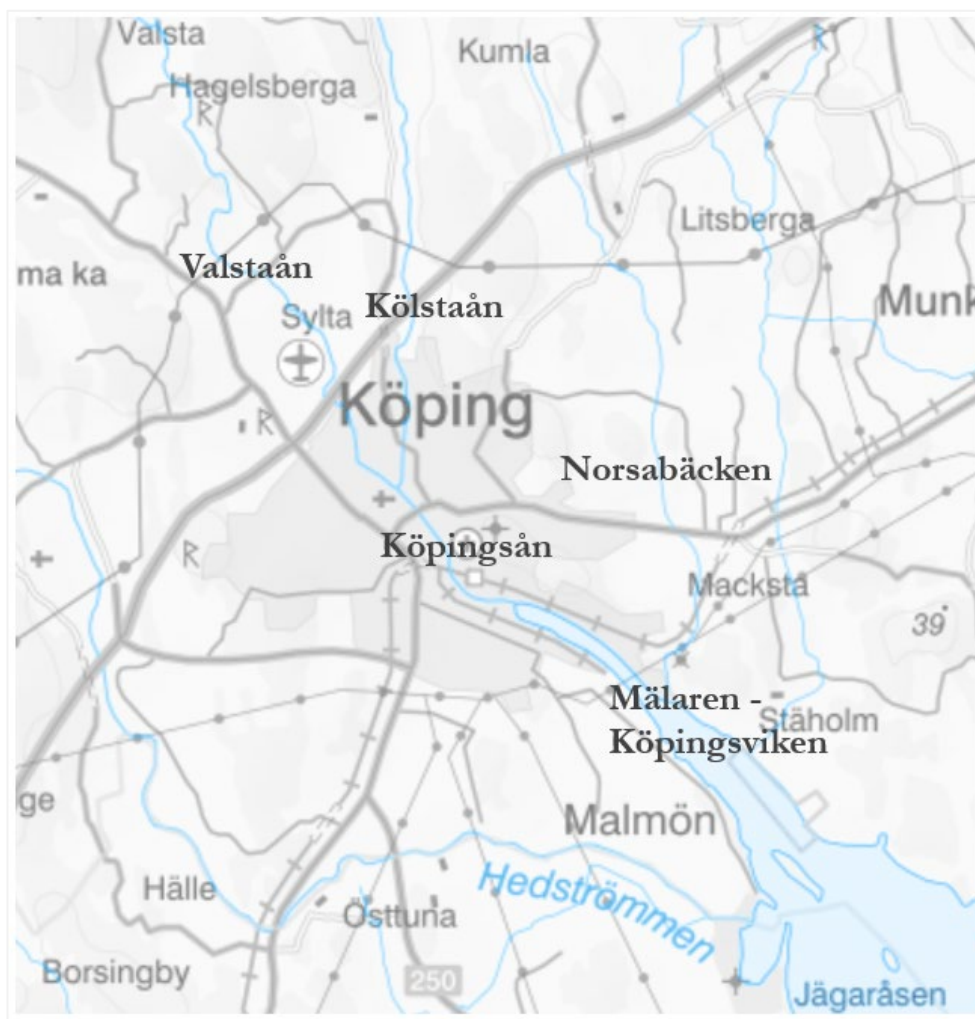 Valsta
Kumla
Hagelsberga
Litsberga
Valstaån
ma ka
Kölstaån
Munk
Sylta
Köping
Norsabäcken
Köpingsån
Macksta
39
Mälaren -
Köpingsviken
Stäholm
ge
Malmön
Hedströmmen
Hälle
Östtuna
Borsingby
250
Jägaråsen